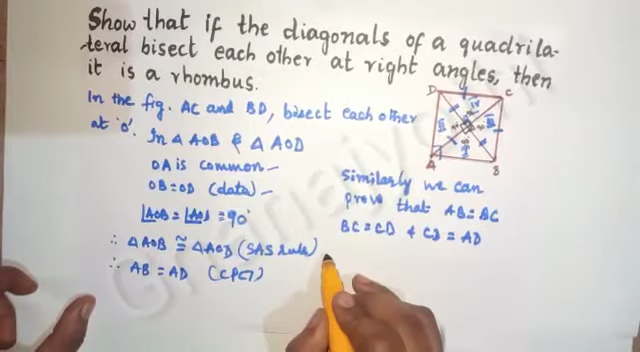 Show that if the diagonals of a quadrila-
teral bisect each other at right angles, then
it is a rhombus.
In the fig. AC and BD, bisect each other
at 'O'.
In △ AOB & △ AOD
OA is common –
OB = OD (data) –
∠AOB = ∠AOD = 90°
∴ △AOB ≅ △AOD (SAS rule)
∴ AB = AD (CPCT)
D C
A B
Similarly we can
prove that AB = BC
BC = CD & CD = AD